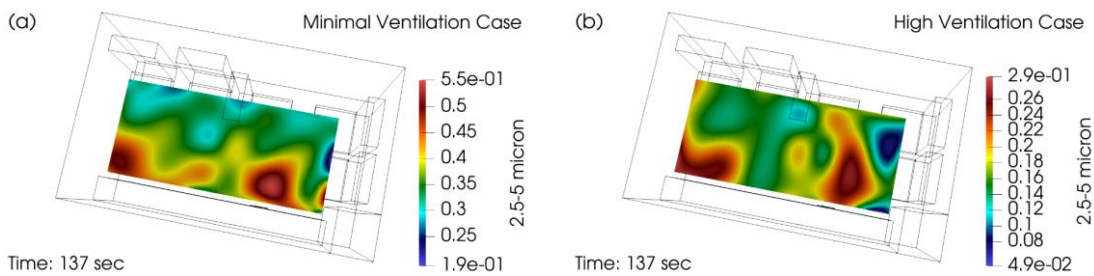 (a) Minimal Ventilation Case
5.5e-01
0.5
0.45
0.4
0.35
0.3
0.25
1.9e-01
2.5-5 micron
Time: 137 sec
(b) High Ventilation Case
2.9e-01
0.26
0.24
0.22
0.2
0.18
0.16
0.14
0.12
0.1
0.08
4.9e-02
2.5-5 micron
Time: 137 sec